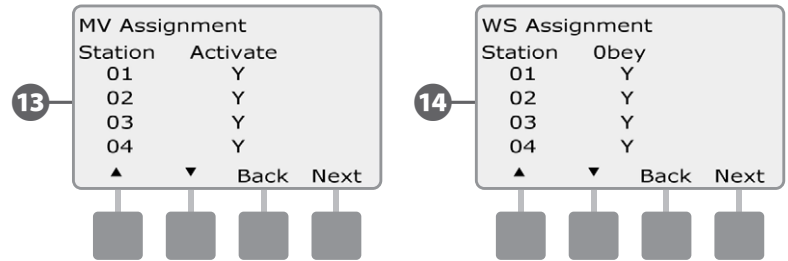 13
MV Assignment
Station Activate
01 Y
02 Y
03 Y
04 Y
▲ ▼ Back Next
14
WS Assignment
Station 0bey
01 Y
02 Y
03 Y
04 Y
▲ ▼ Back Next